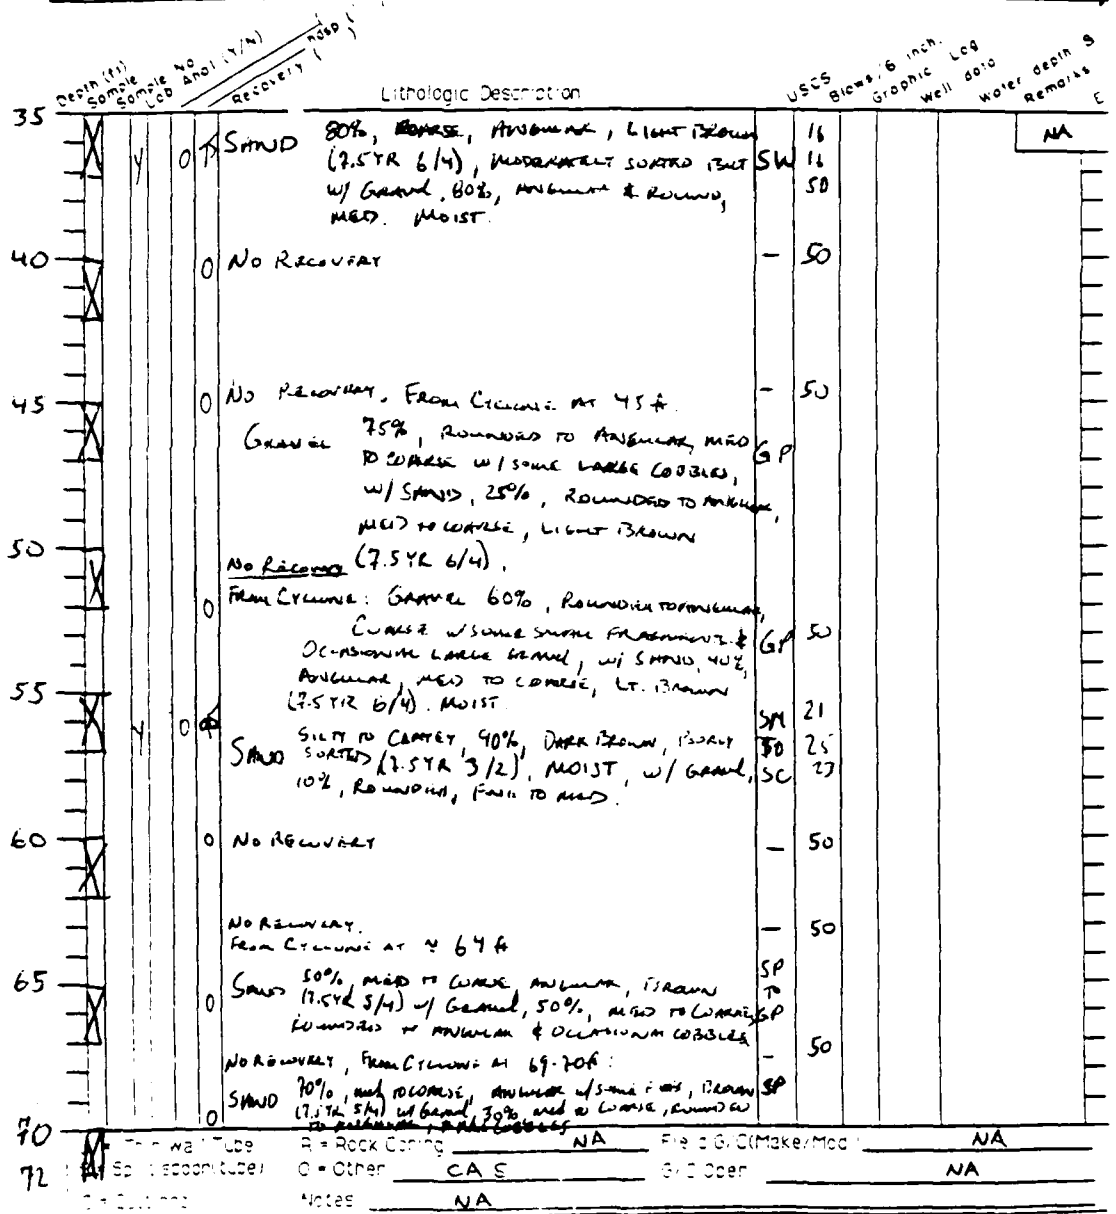 Depth (ft)
Sample
Sample No
Lab Anal (Y/N)
Recovery (
Lithologic Description
USCS
Blows/6 inch.
Graphic Log
Well data
Water depth
Remarks
E
35
Y
0
SAND 80%, COARSE, ANGULAR, LIGHT BROWN
(7.5YR 6/4), MODERATELY SORTED BUT
W/ GRAVEL, 80%, ANGULAR & ROUND,
MED. MOIST.
SW
16
16
50
NA
40
0
NO RECOVERY
-
50
45
0
NO RECOVERY. FROM CYCLONE AT 45 ft.
-
50
GRAVEL 75%, ROUNDED TO ANGULAR, MED
TO COARSE W/ SOME LARGE COBBLES,
W/ SAND, 25%, ROUNDED TO ANGULAR,
MED TO COARSE, LIGHT BROWN
(7.5YR 6/4).
GP
50
NO RECOVERY
0
FROM CYCLONE: GRAVEL 60%, ROUNDED TO ANGULAR,
COARSE W/ SOME SMALL FRAGMENTS &
OCCASIONAL LARGE GRAVEL, W/ SAND, 40%,
ANGULAR, MED TO COARSE, LT. BROWN
(7.5YR 6/4). MOIST.
GP
50
55
Y
0
SAND SILTY TO CLAYEY, 90%, DARK BROWN, POORLY
SORTED (7.5YR 3/2), MOIST, W/ GRAVEL,
10%, ROUNDED, FINE TO MED.
SM
TO
SC
21
25
23
60
0
NO RECOVERY
-
50
NO RECOVERY.
FROM CYCLONE AT ~ 64 ft
-
50
65
0
SAND 50%, MED TO COARSE, ANGULAR, BROWN
(7.5YR 5/4) W/ GRAVEL, 50%, MED TO COARSE,
ROUNDED TO ANGULAR & OCCASIONAL COBBLES
SP
TO
GP
NO RECOVERY, FROM CYCLONE AT 69-70 ft:
-
50
0
SAND 70%, MED TO COARSE, ANGULAR W/ SOME, BROWN
(7.5YR 5/4) W/ GRAVEL, 30%, MED TO COARSE, ROUNDED
TO ANGULAR, COBBLES
SP
70
72
Thin Wall Tube
R = Rock Coring NA
Field G/C (Make/Mod.) NA
Split spoon (tube)
O = Other CAS
G/C Oper NA
Notes NA